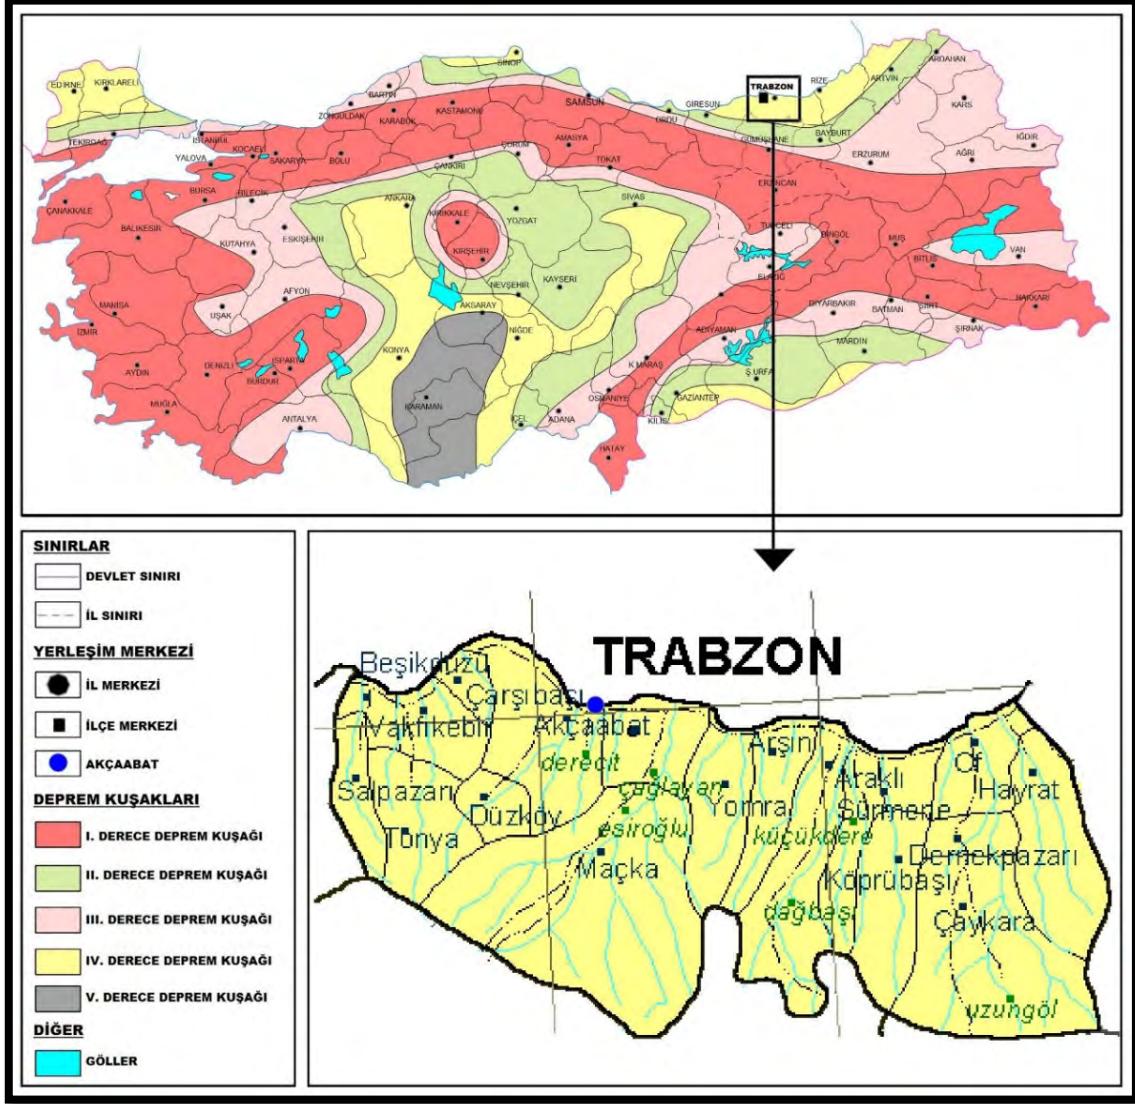 SİNOP
EDİRNE
KIRKLARELİ
ARDAHAN
ARTVİN
RİZE
TRABZON
BARTIN
ZONGULDAK
KASTAMONU
SAMSUN
KARABÜK
GİRESUN
ORDU
KARS
TEKİRDAĞ
İSTANBUL
KOCAELİ
SAKARYA
BOLU
YALOVA
ÇORUM
AMASYA
TOKAT
GÜMÜŞHANE
BAYBURT
ERZURUM
IĞDIR
AĞRI
ÇANKIRI
BURSA
BİLECİK
ANKARA
ÇANAKKALE
BALIKESİR
ESKİŞEHİR
KÜTAHYA
KIRIKKALE
YOZGAT
SİVAS
ERZİNCAN
KIRŞEHİR
TUNCELİ
BİNGÖL
MUŞ
BİTLİS
VAN
ELAZIĞ
MANİSA
AFYON
UŞAK
İZMİR
NEVŞEHİR
KAYSERİ
AKSARAY
NİĞDE
DİYARBAKIR
BATMAN
SİİRT
HAKKARİ
ŞIRNAK
ADIYAMAN
MARDİN
KONYA
K.MARAŞ
AYDIN
DENİZLİ
ISPARTA
BURDUR
Ş.URFA
MUĞLA
KARAMAN
OSMANİYE
GAZİANTEP
ANTALYA
İÇEL
ADANA
KİLİS
HATAY
SINIRLAR
DEVLET SINIRI
İL SINIRI
YERLEŞİM MERKEZİ
İL MERKEZİ
İLÇE MERKEZİ
AKÇAABAT
DEPREM KUŞAKLARI
I. DERECE DEPREM KUŞAĞI
II. DERECE DEPREM KUŞAĞI
III. DERECE DEPREM KUŞAĞI
IV. DERECE DEPREM KUŞAĞI
V. DERECE DEPREM KUŞAĞI
DİĞER
GÖLLER
TRABZON
Beşikdüzü
Çarşıbaşı
Vakfıkebir
Akçaabat
derecit
Arşin
Of
Salpazarı
çağlayan
Yomra
Araklı
Hayrat
Düzköy
Sürmene
Tonya
esiroğlu
küçükdere
Maçka
Dernekpazarı
Köprübaşı
dağbaşı
Çaykara
uzungöl